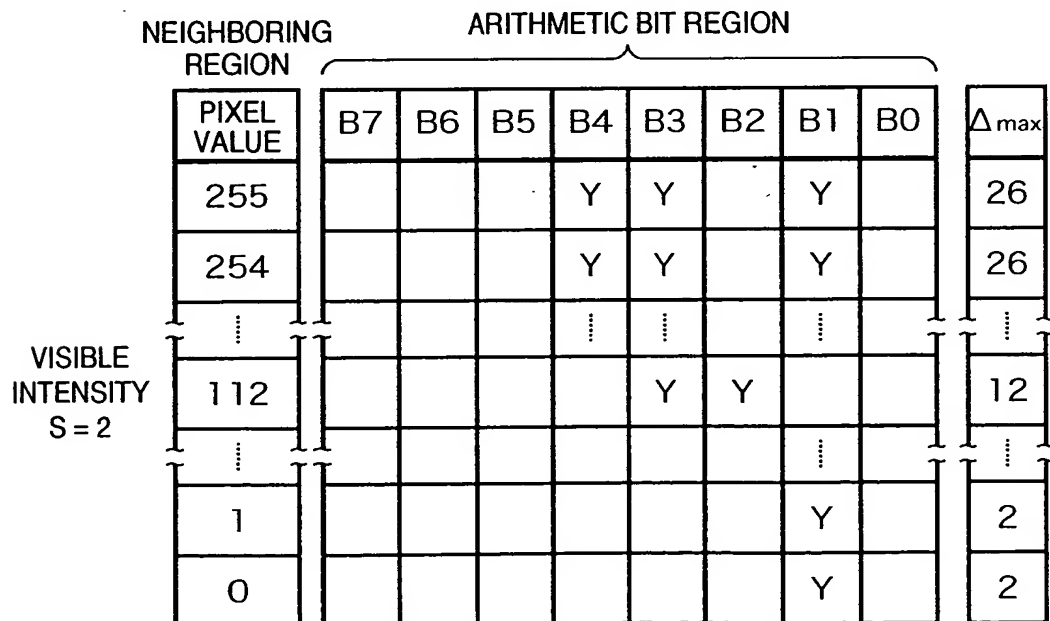 NEIGHBORING REGION
ARITHMETIC BIT REGION
PIXEL VALUE B7 B6 B5 B4 B3 B2 B1 B0 Δmax
255 Y Y Y 26
254 Y Y Y 26
VISIBLE INTENSITY S = 2
112 Y Y 12
1 Y 2
0 Y 2